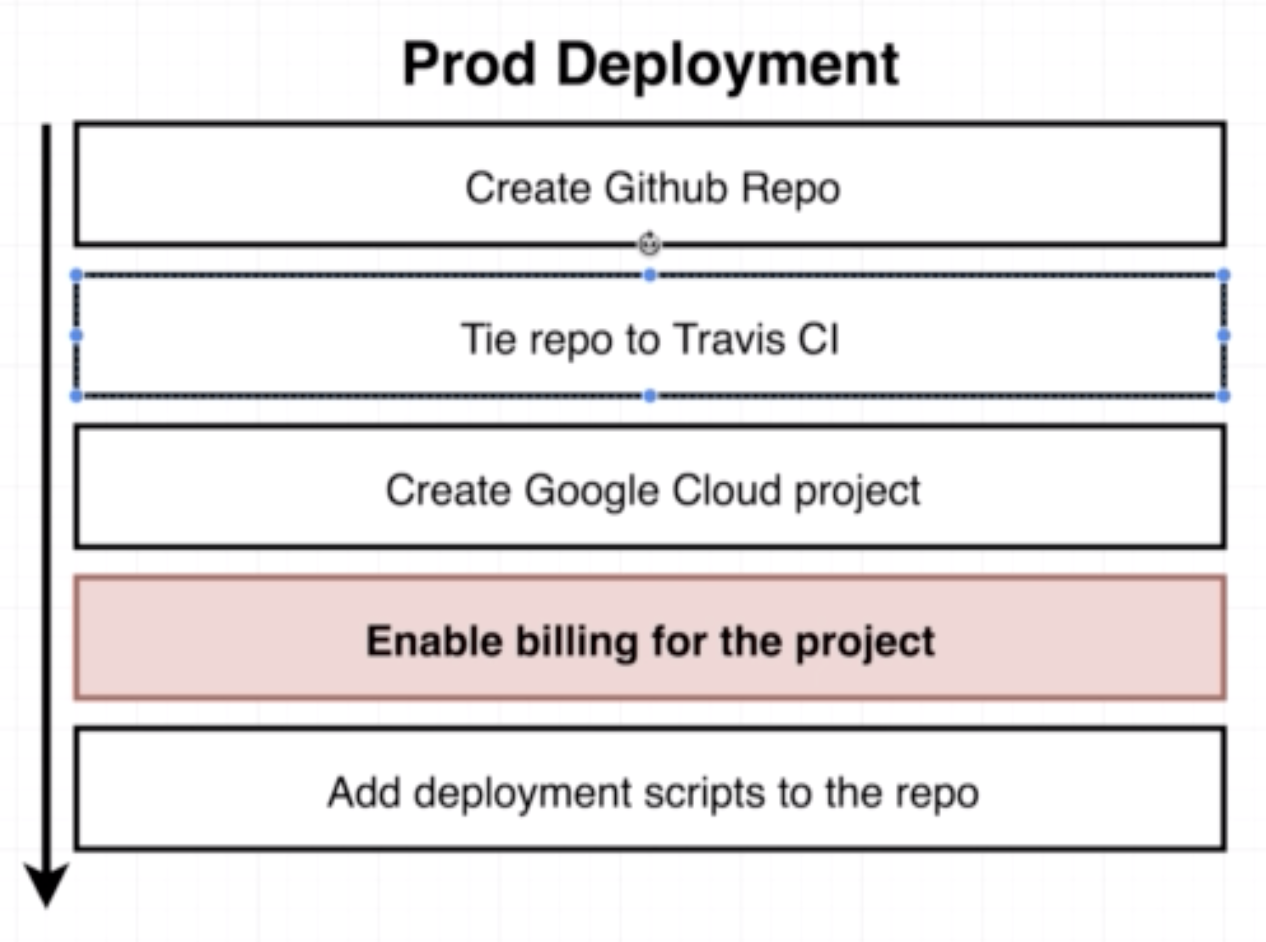 Prod Deployment
Create Github Repo
Tie repo to Travis CI
Create Google Cloud project
Enable billing for the project
Add deployment scripts to the repo